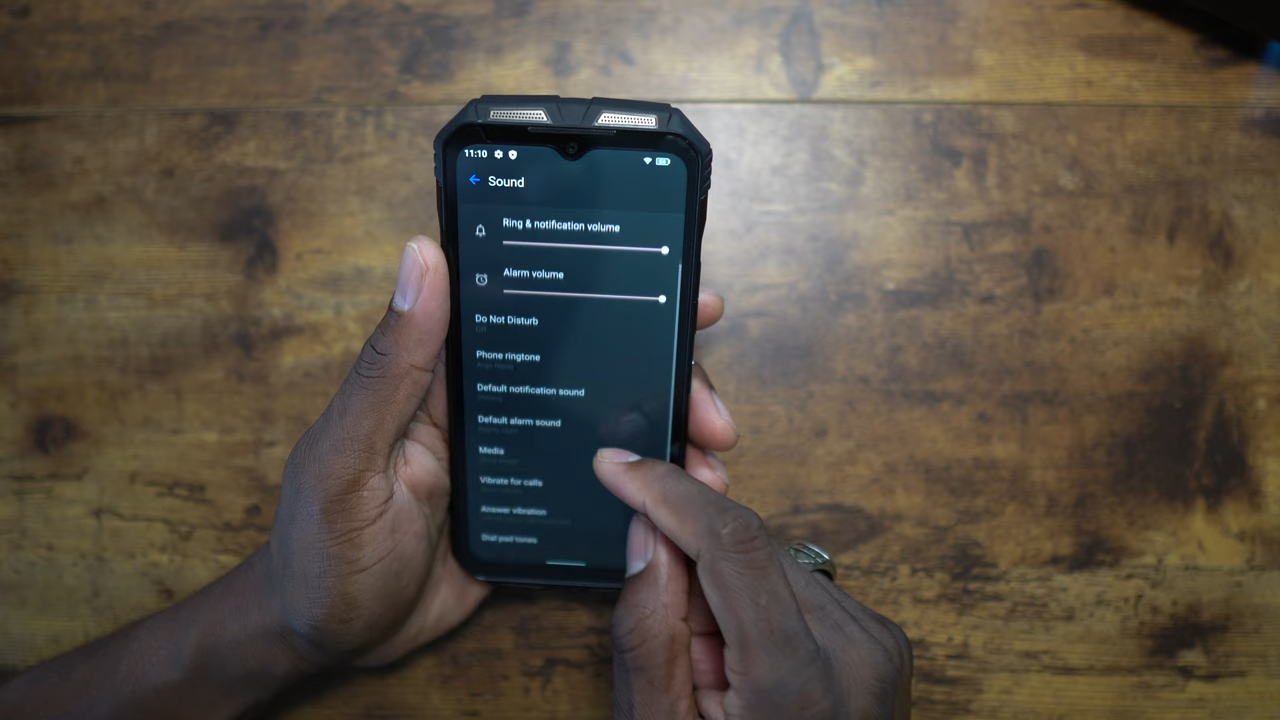 11:10
Sound
Ring & notification volume
Alarm volume
Do Not Disturb
Off
Phone ringtone
Default notification sound
Default alarm sound
Media
Vibrate for calls
Answer vibration
Dial pad tones